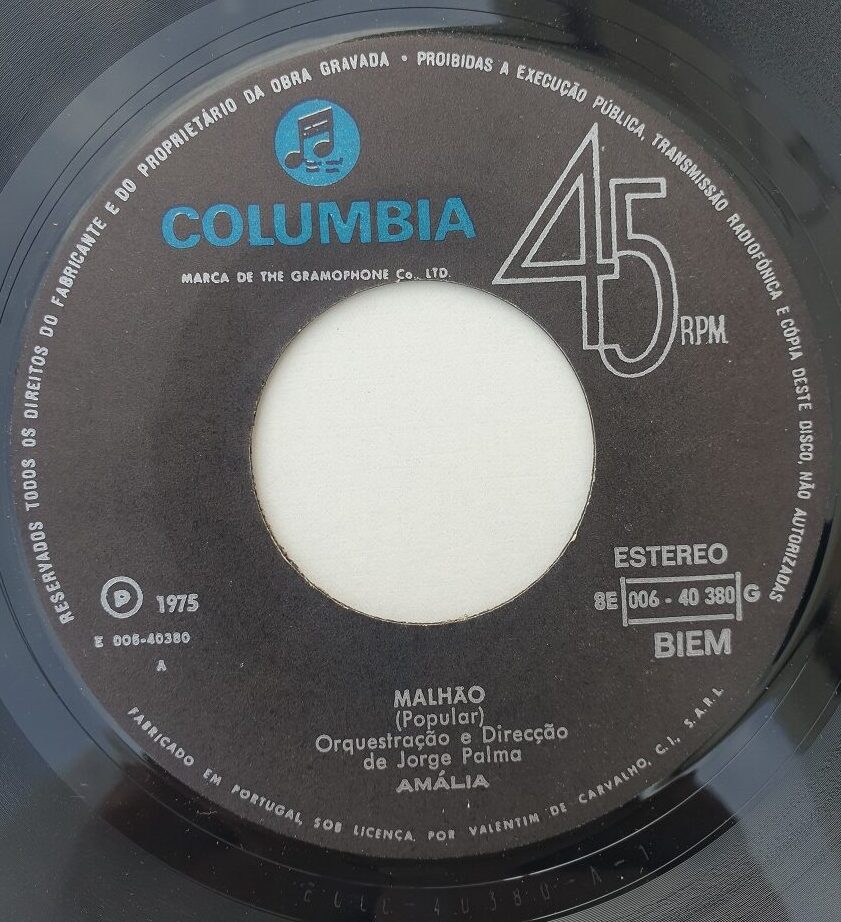 RESERVADOS TODOS OS DIREITOS DO FABRICANTE E DO PROPRIETÁRIO DA OBRA GRAVADA • PROIBIDAS A EXECUÇÃO PÚBLICA, TRANSMISSÃO RADIOFÓNICA E CÓPIA DESTE DISCO, NÃO AUTORIZADAS
COLUMBIA
MARCA DE THE GRAMOPHONE Co. LTD.
45 RPM
ESTEREO
8E 006 - 40 380 G
BIEM
Ⓟ 1975
E 006-40380
A
MALHÃO
(Popular)
Orquestração e Direcção
de Jorge Palma
AMÁLIA
FABRICADO EM PORTUGAL, SOB LICENÇA, POR VALENTIM DE CARVALHO, C. I., S.A.R.L.